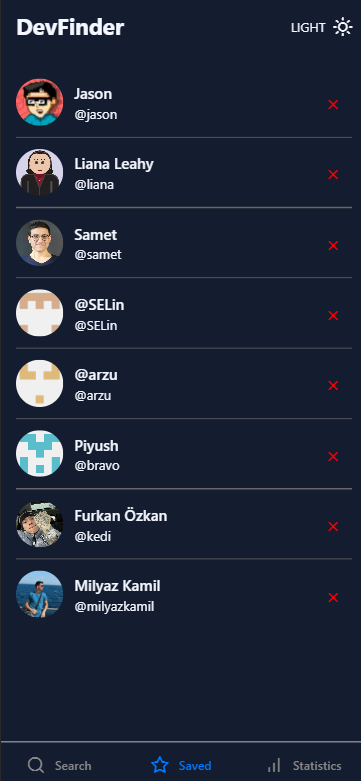 DevFinder
LIGHT
Jason
@jason
Liana Leahy
@liana
Samet
@samet
@SELin
@SELin
@arzu
@arzu
Piyush
@bravo
Furkan Özkan
@kedi
Milyaz Kamil
@milyazkamil
Search
Saved
Statistics